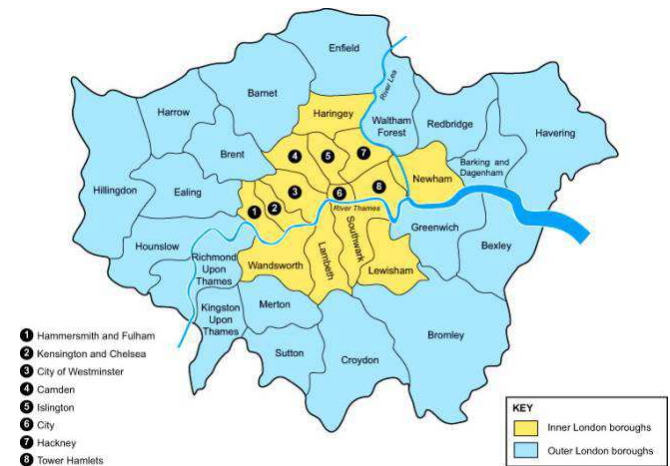 Enfield
River Lea
Barnet
Harrow
Haringey
Waltham
Forest
Redbridge
Havering
Brent
4
5
7
Barking and
Dagenham
Hillingdon
Ealing
Newham
3
6
8
1
2
River Thames
Hounslow
Richmond
Upon
Thames
Wandsworth
Lambeth
Southwark
Lewisham
Greenwich
Bexley
Kingston
Upon
Thames
Merton
Sutton
Croydon
Bromley
1 Hammersmith and Fulham
2 Kensington and Chelsea
3 City of Westminster
4 Camden
5 Islington
6 City
7 Hackney
8 Tower Hamlets
KEY
Inner London boroughs
Outer London boroughs